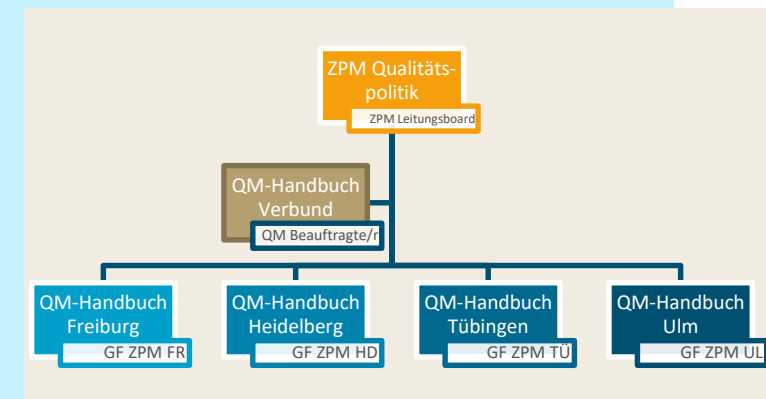 ZPM Qualitäts-
politik
ZPM Leitungsboard
QM-Handbuch
Verbund
QM Beauftragte/r
QM-Handbuch
Freiburg
GF ZPM FR
QM-Handbuch
Heidelberg
GF ZPM HD
QM-Handbuch
Tübingen
GF ZPM TÜ
QM-Handbuch
Ulm
GF ZPM UL